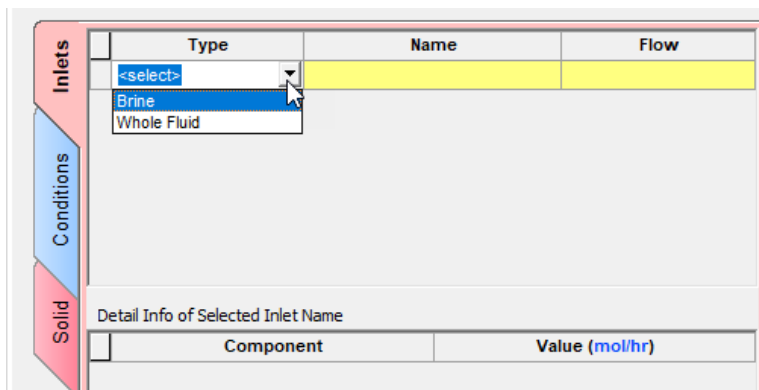 Inlets
Type Name Flow
<select>
Brine
Whole Fluid
Conditions
Solid
Detail Info of Selected Inlet Name
Component Value (mol/hr)